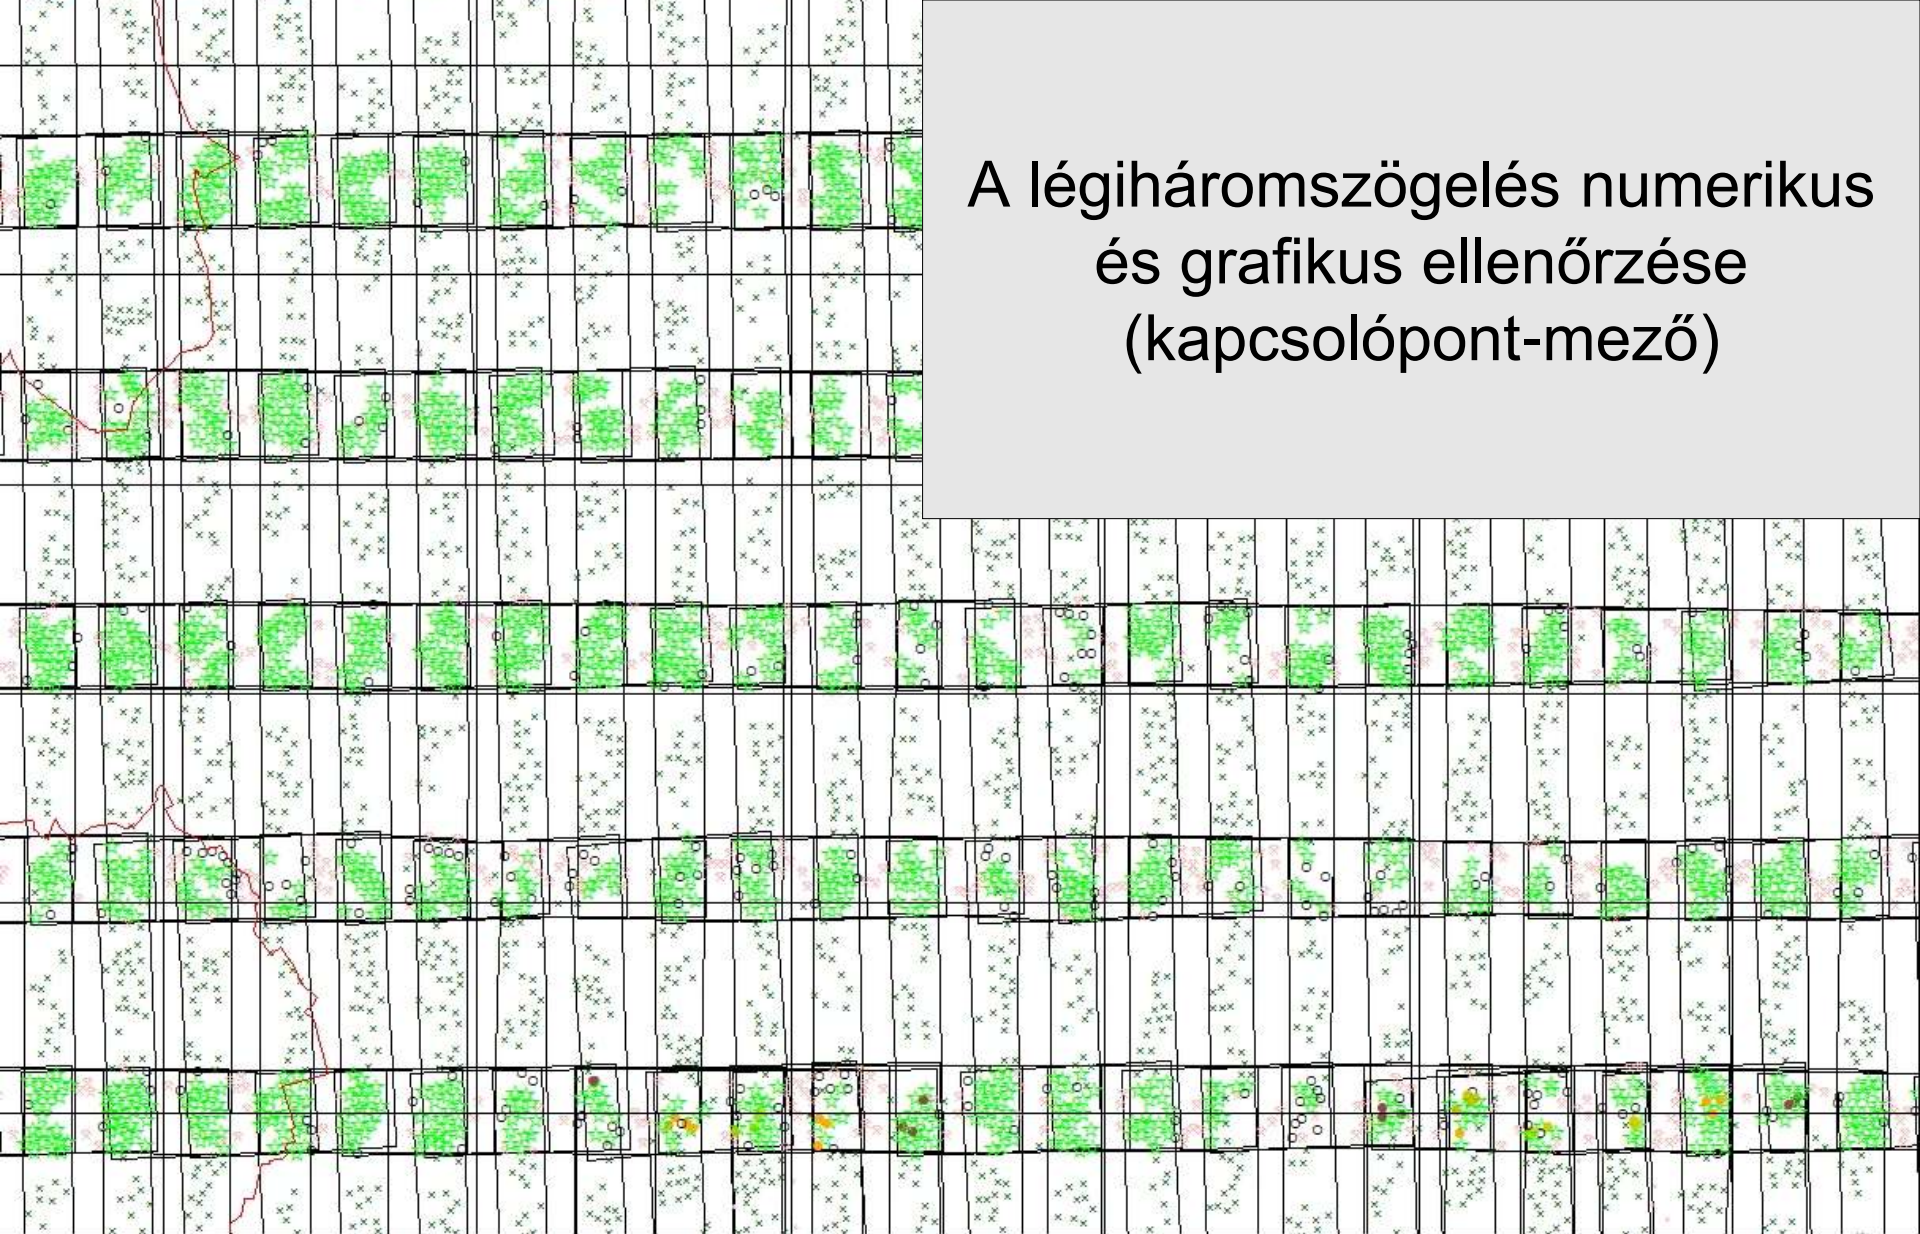 A légiháromszögelés numerikus
és grafikus ellenőrzése
(kapcsolópont-mező)